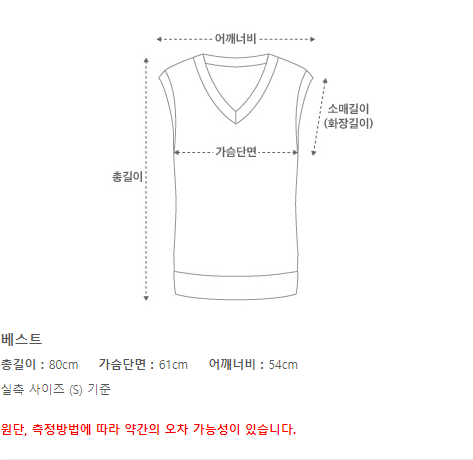 어깨너비
소매길이
(화장길이)
가슴단면
총길이
베스트
총길이 : 80cm 가슴단면 : 61cm 어깨너비 : 54cm
실측 사이즈 (S) 기준
원단, 측정방법에 따라 약간의 오차 가능성이 있습니다.